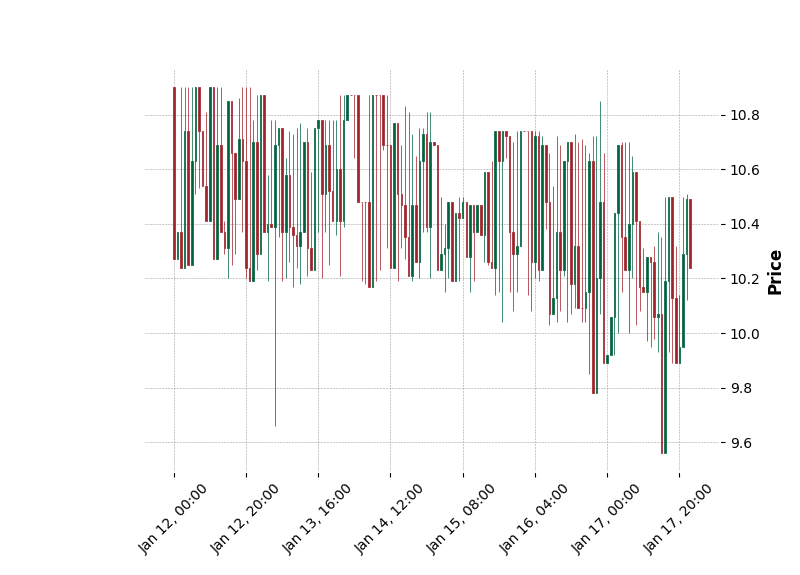 10.8
10.6
10.4
10.2
10.0
9.8
9.6
Price
Jan 12, 00:00
Jan 12, 20:00
Jan 13, 16:00
Jan 14, 12:00
Jan 15, 08:00
Jan 16, 04:00
Jan 17, 00:00
Jan 17, 20:00